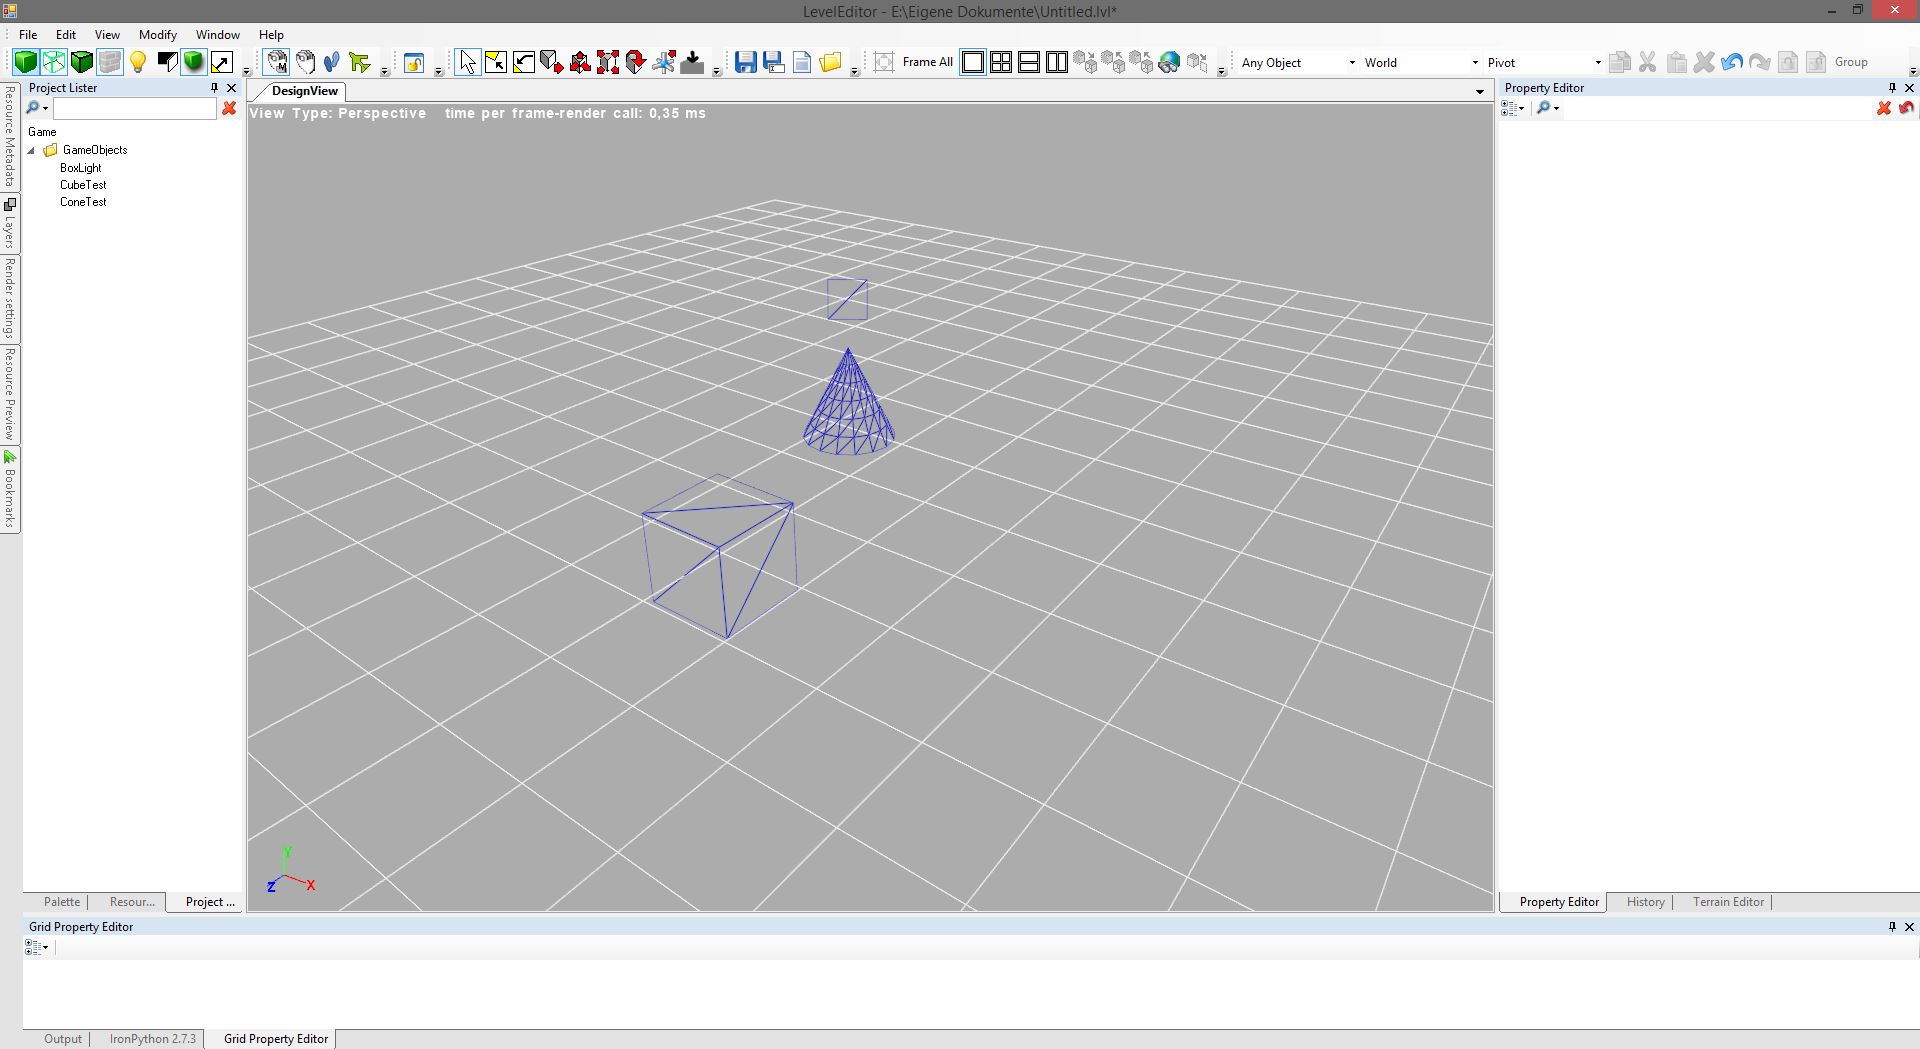 LevelEditor - E:\Eigene Dokumente\Untitled.lvl*
File Edit View Modify Window Help
Frame All Any Object World Pivot Group
Project Lister
DesignView
Property Editor
View Type: Perspective time per frame-render call: 0,35 ms
Game
GameObjects
BoxLight
CubeTest
ConeTest
Resource Metadata
Layers
Render settings
Resource Preview
Bookmarks
Y
Z
X
Palette Resour... Project ...
Property Editor History Terrain Editor
Grid Property Editor
Output IronPython 2.7.3 Grid Property Editor